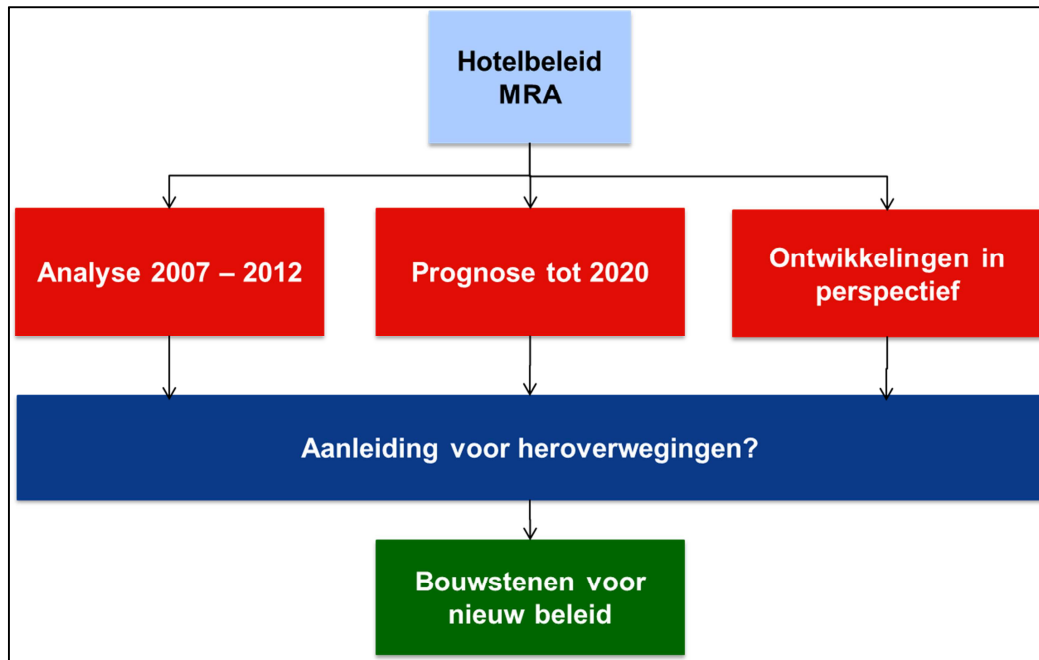 Hotelbeleid
MRA
Analyse 2007 – 2012
Prognose tot 2020
Ontwikkelingen in
perspectief
Aanleiding voor heroverwegingen?
Bouwstenen voor
nieuw beleid